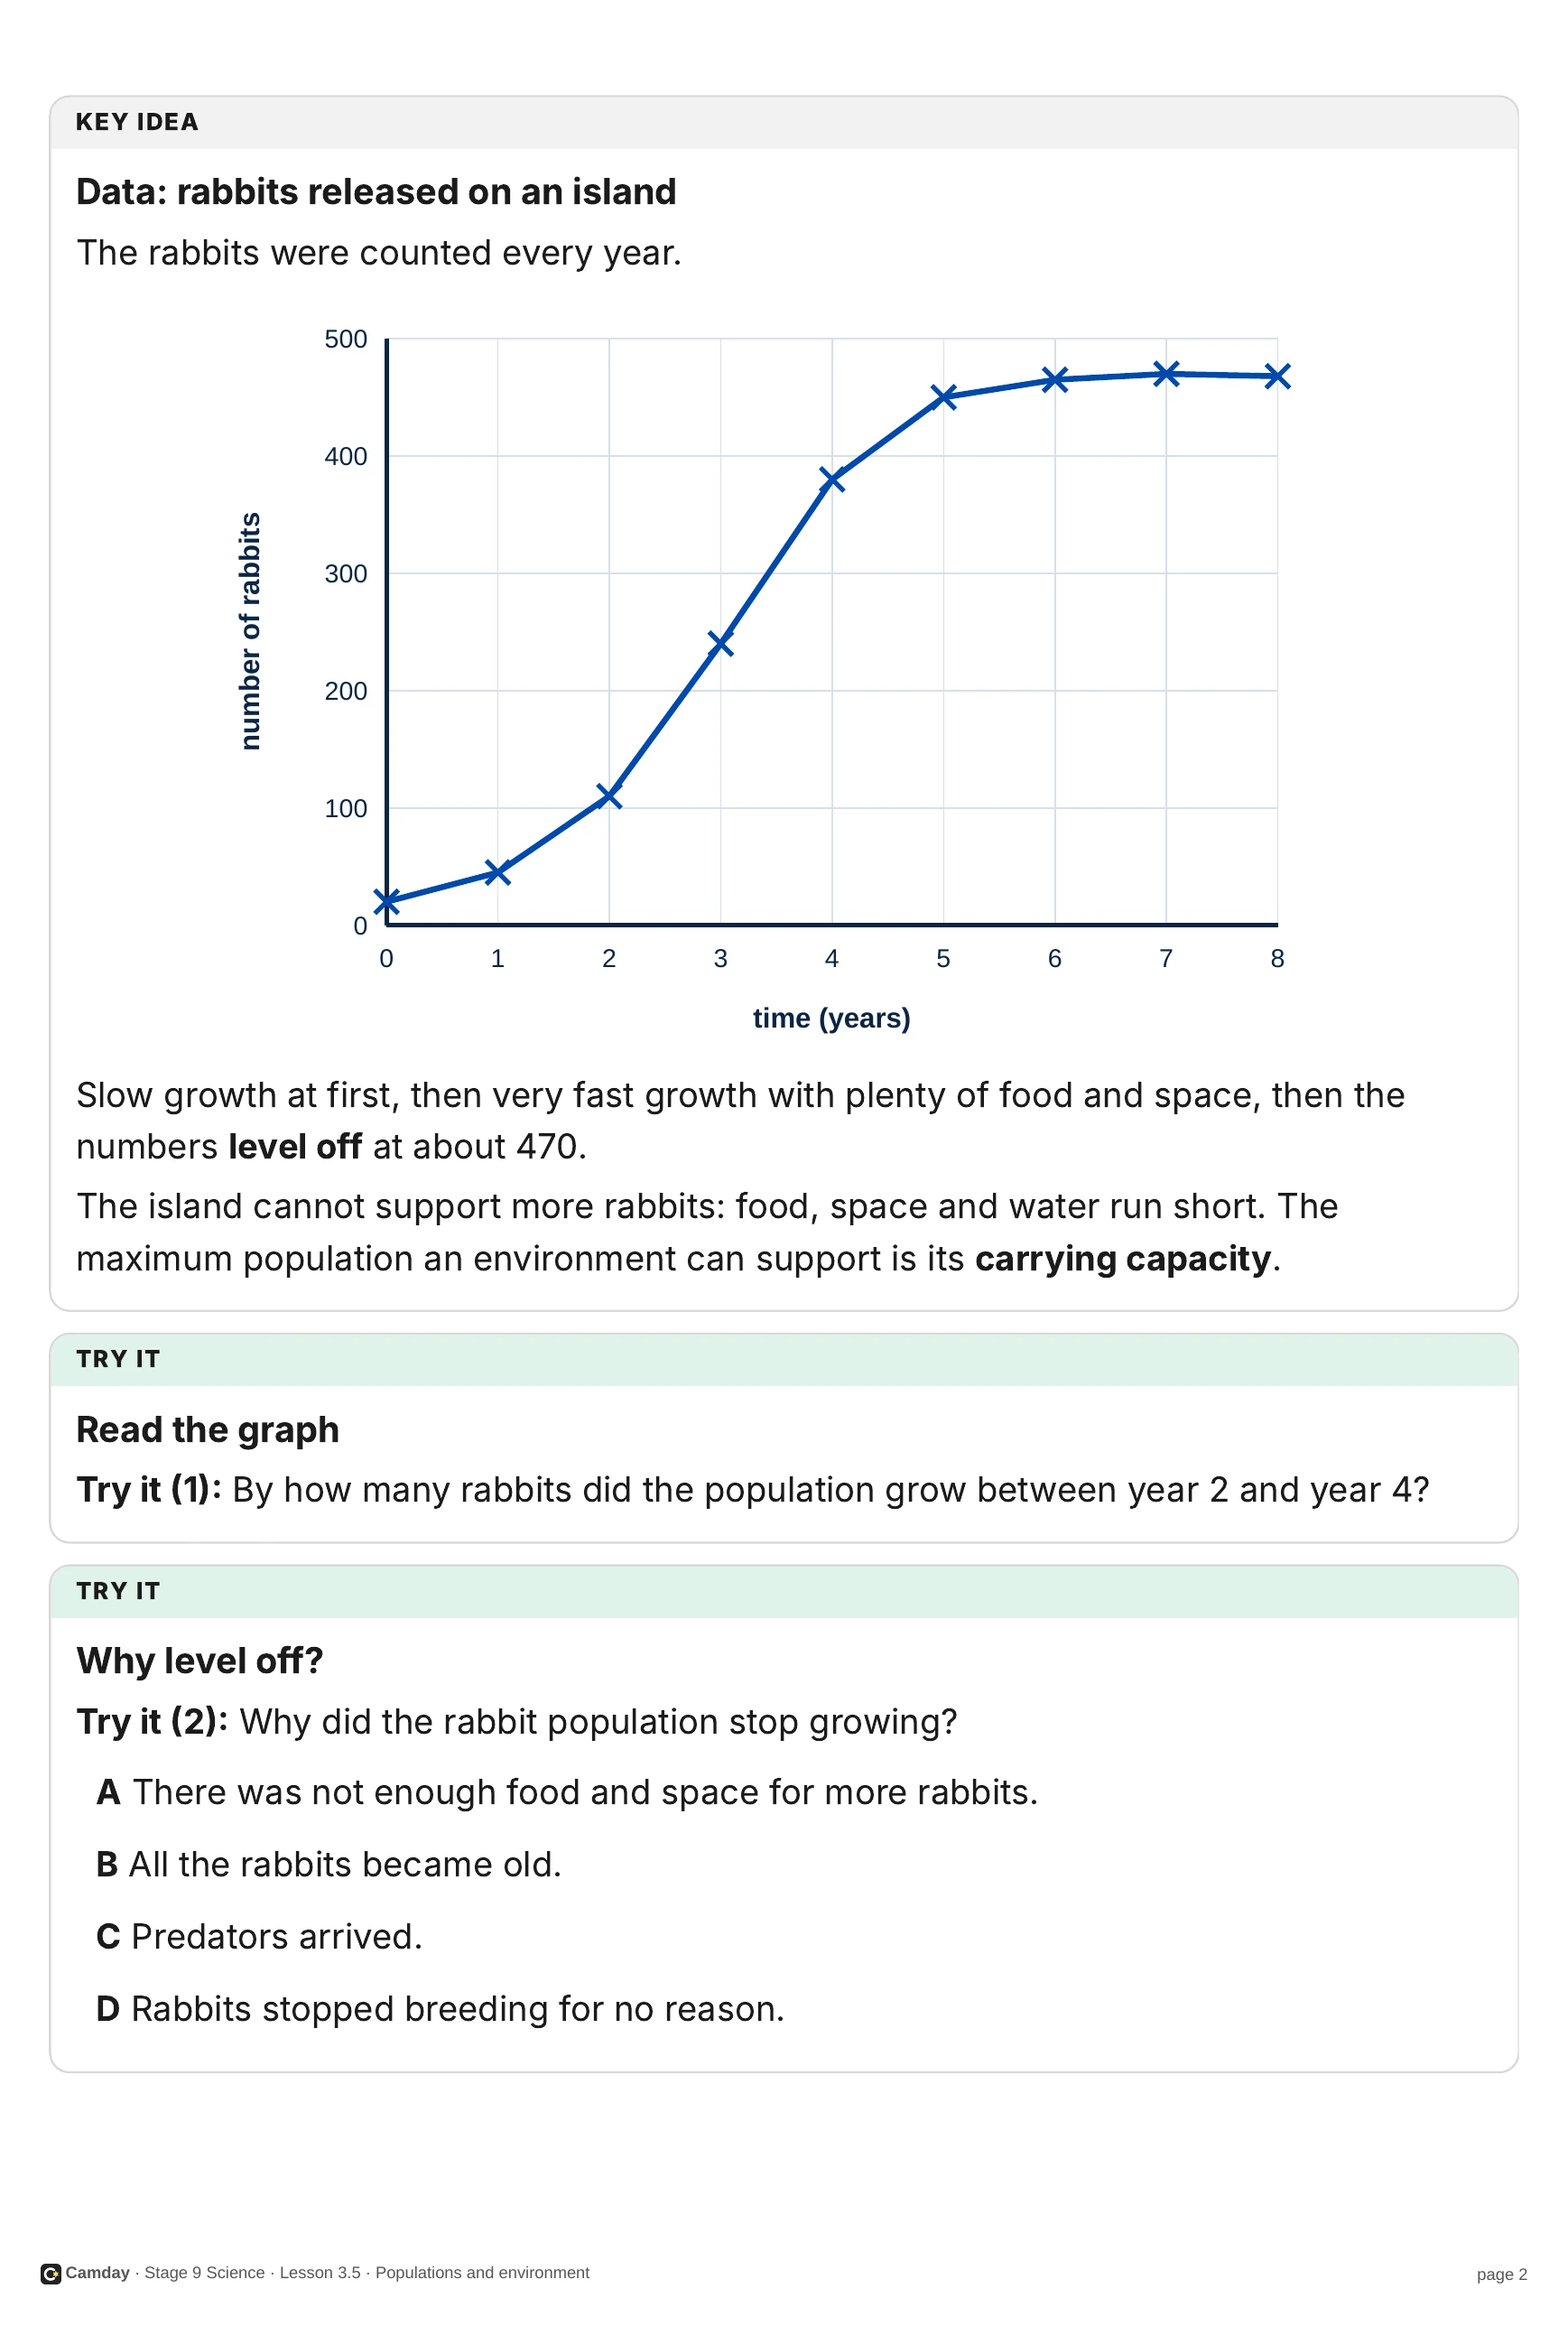 KEY IDEA
Data: rabbits released on an island
The rabbits were counted every year.
500
400
300
200
100
0
number of rabbits
0 1 2 3 4 5 6 7 8
time (years)
Slow growth at first, then very fast growth with plenty of food and space, then the
numbers level off at about 470.
The island cannot support more rabbits: food, space and water run short. The
maximum population an environment can support is its carrying capacity.
TRY IT
Read the graph
Try it (1): By how many rabbits did the population grow between year 2 and year 4?
TRY IT
Why level off?
Try it (2): Why did the rabbit population stop growing?
A There was not enough food and space for more rabbits.
B All the rabbits became old.
C Predators arrived.
D Rabbits stopped breeding for no reason.
Camday · Stage 9 Science · Lesson 3.5 · Populations and environment
page 2